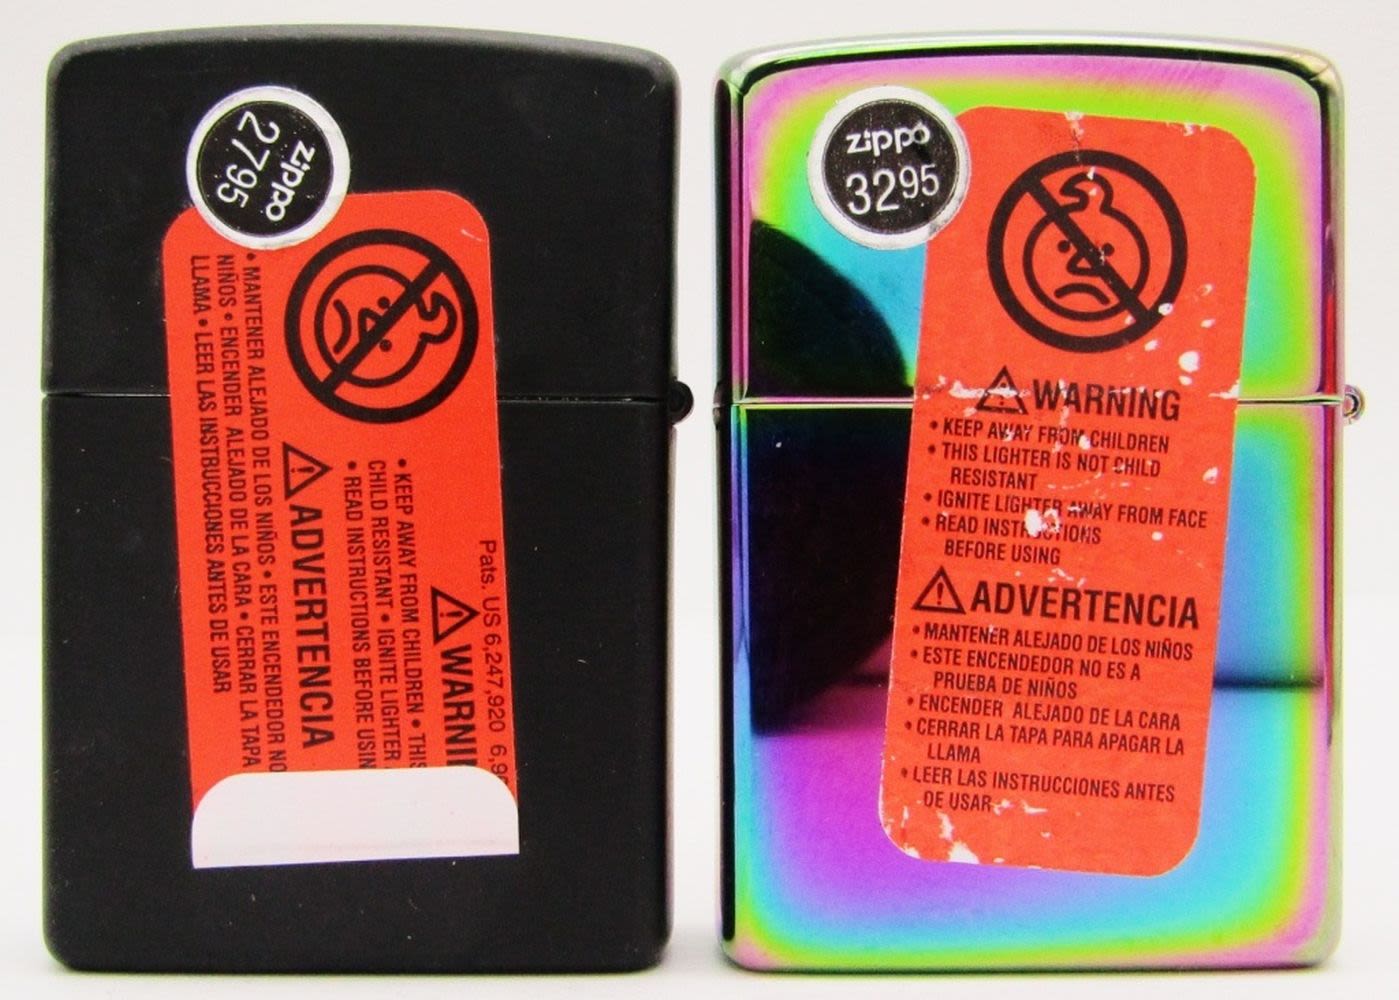 zippo
2795
Pats. US 6,247,920
WARNI
• KEEP AWAY FROM CHILDREN • THIS
CHILD RESISTANT • IGNITE LIGHTER
• READ INSTRUCTIONS BEFORE USIN
ADVERTENCIA
• MANTENER ALEJADO DE LOS NIÑOS • ESTE ENCENDEDOR NO
NIÑOS • ENCENDER ALEJADO DE LA CARA • CERRAR LA TAPA
LLAMA • LEER LAS INSTRUCCIONES ANTES DE USAR
zippo
3295
WARNING
• KEEP AWAY FROM CHILDREN
• THIS LIGHTER IS NOT CHILD
RESISTANT
• IGNITE LIGHTER AWAY FROM FACE
• READ INSTRUCTIONS
BEFORE USING
ADVERTENCIA
• MANTENER ALEJADO DE LOS NIÑOS
• ESTE ENCENDEDOR NO ES A
PRUEBA DE NIÑOS
• ENCENDER ALEJADO DE LA CARA
• CERRAR LA TAPA PARA APAGAR LA
LLAMA
• LEER LAS INSTRUCCIONES ANTES
DE USAR